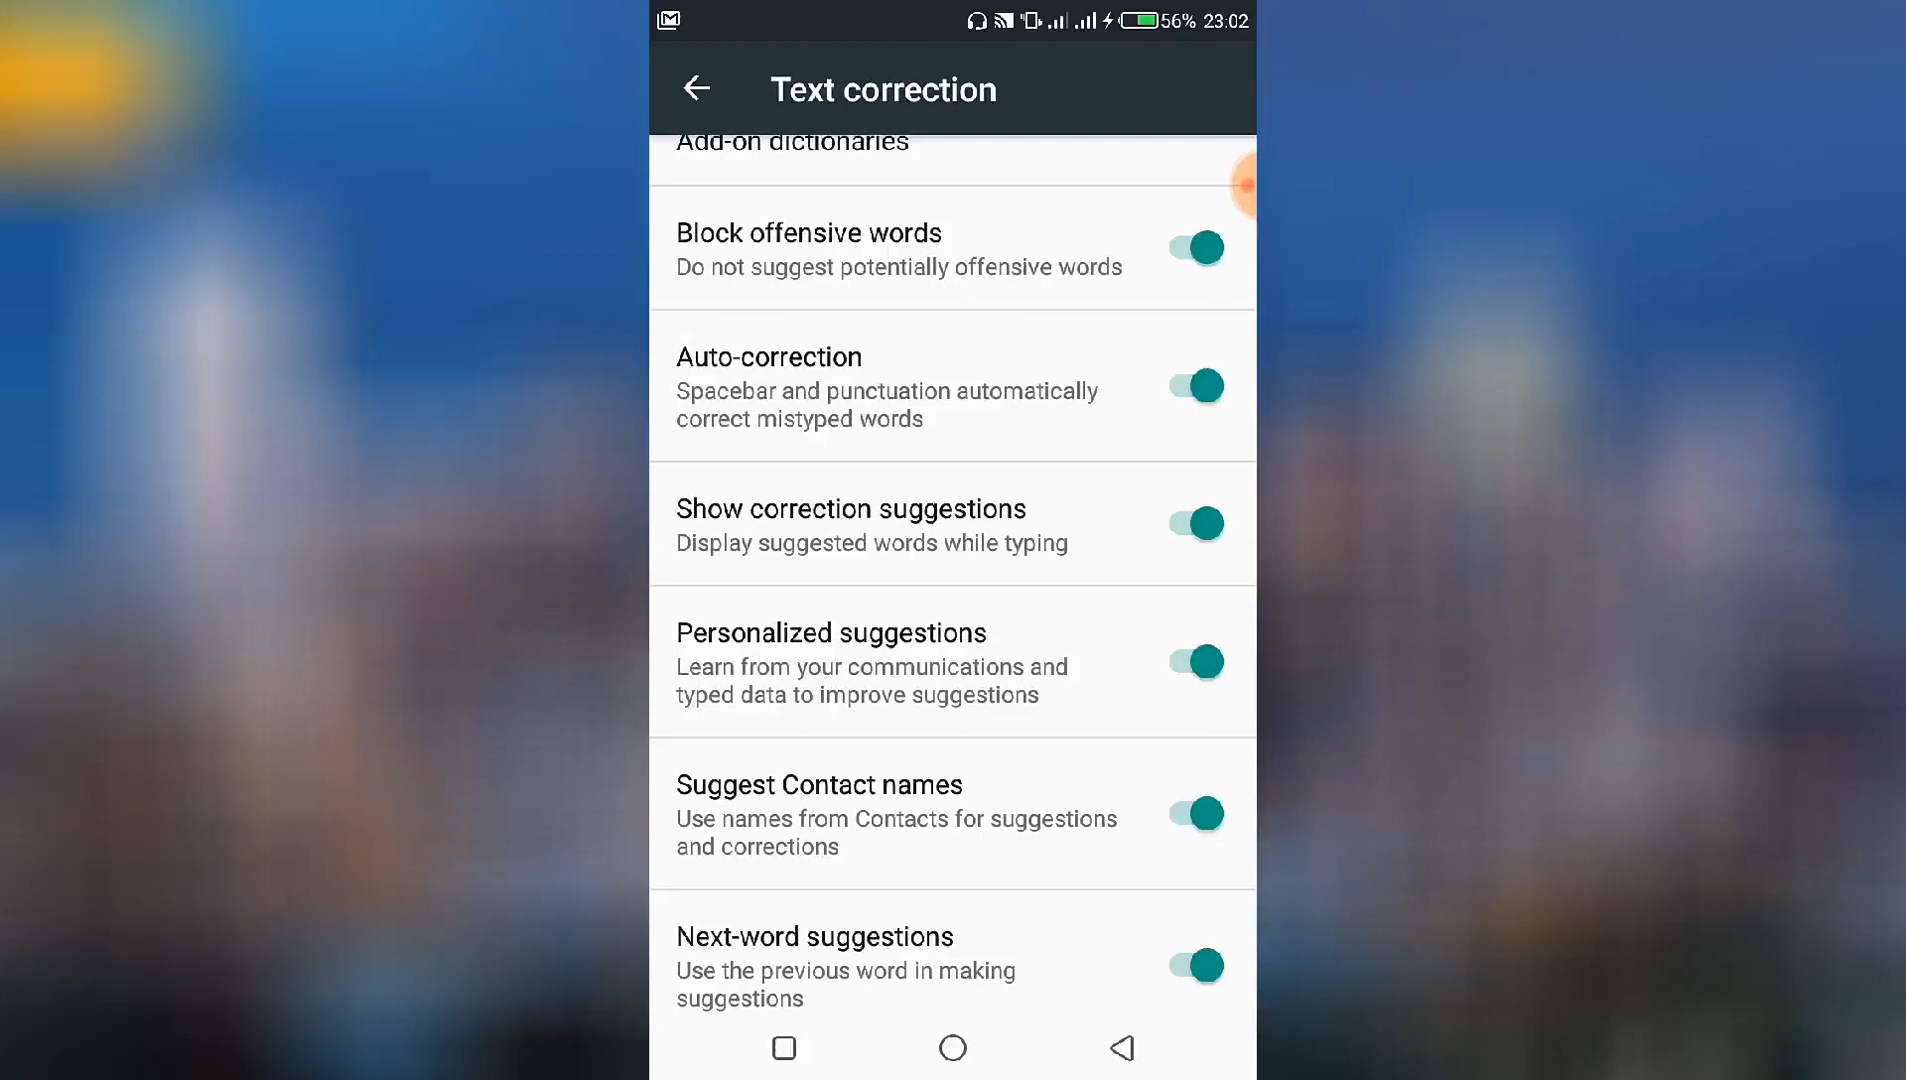 56% 23:02
Text correction
Add-on dictionaries
Block offensive words
Do not suggest potentially offensive words
Auto-correction
Spacebar and punctuation automatically
correct mistyped words
Show correction suggestions
Display suggested words while typing
Personalized suggestions
Learn from your communications and
typed data to improve suggestions
Suggest Contact names
Use names from Contacts for suggestions
and corrections
Next-word suggestions
Use the previous word in making
suggestions